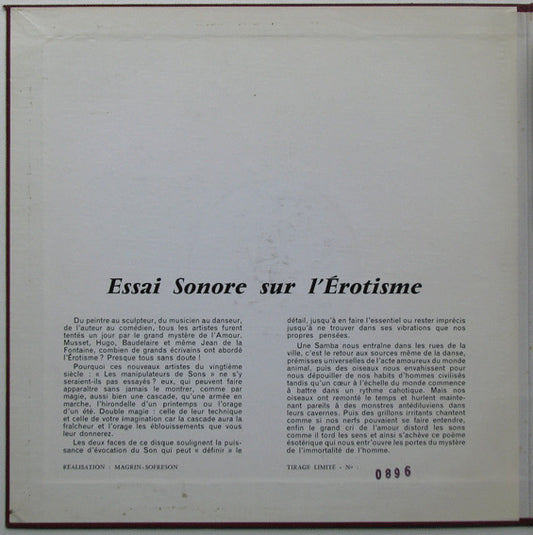 Essai Sonore sur l'Érotisme
Du peintre au sculpteur, du musicien au danseur,
de l'auteur au comédien, tous les artistes furent
tentés un jour par le grand mystère de l'Amour.
Musset, Hugo, Baudelaire et même Jean de la
Fontaine, combien de grands écrivains ont abordé
l'Érotisme ? Presque tous sans doute !
Pourquoi ces nouveaux artistes du vingtième
siècle : « Les manipulateurs de Sons » ne s'y
seraient-ils pas essayés ? eux, qui peuvent faire
apparaître sans jamais le montrer, comme par
magie, aussi bien une cascade, qu'une armée en
marche, l'hirondelle d'un printemps ou l'orage
d'un été. Double magie : celle de leur technique
et celle de votre imagination car la cascade aura la
fraîcheur et l'orage les éblouissements que vous
leur donnerez.
Les deux faces de ce disque soulignent la puis-
sance d'évocation du Son qui peut « définir » le
détail, jusqu'à en faire l'essentiel ou rester imprécis
jusqu'à ne trouver dans ses vibrations que nos
propres pensées.
Une Samba nous entraîne dans les rues de la
ville, c'est le retour aux sources même de la danse,
prémisses universelles de l'acte amoureux du monde
animal, puis des oiseaux nous envahissent pour
nous dépouiller de nos habits d'hommes civilisés
tandis qu'un cœur à l'échelle du monde commence
à battre dans un rythme cahotique. Mais nos
oiseaux ont remonté le temps et hurlent mainte-
nant pareils à des monstres antédiluviens dans
leurs cavernes. Puis des grillons irritants chantent
comme si nos nerfs pouvaient se faire entendre,
enfin le grand cri de l'amour distord les sons
comme il tord les sens et ainsi s'achève ce poème
ésotérique qui nous entr'ouvre les portes du mystère
de l'immortalité de l'homme.
RÉALISATION : MAGRIN-SOFRESON
TIRAGE LIMITÉ - N° : 0896